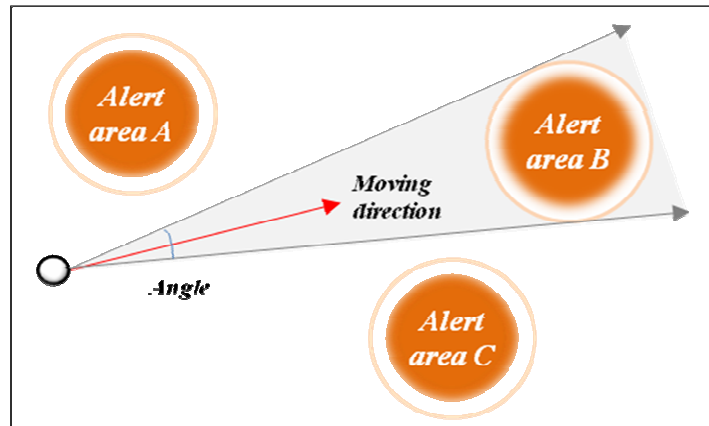 Alert
area A
Alert
area B
Moving
direction
Angle
Alert
area C